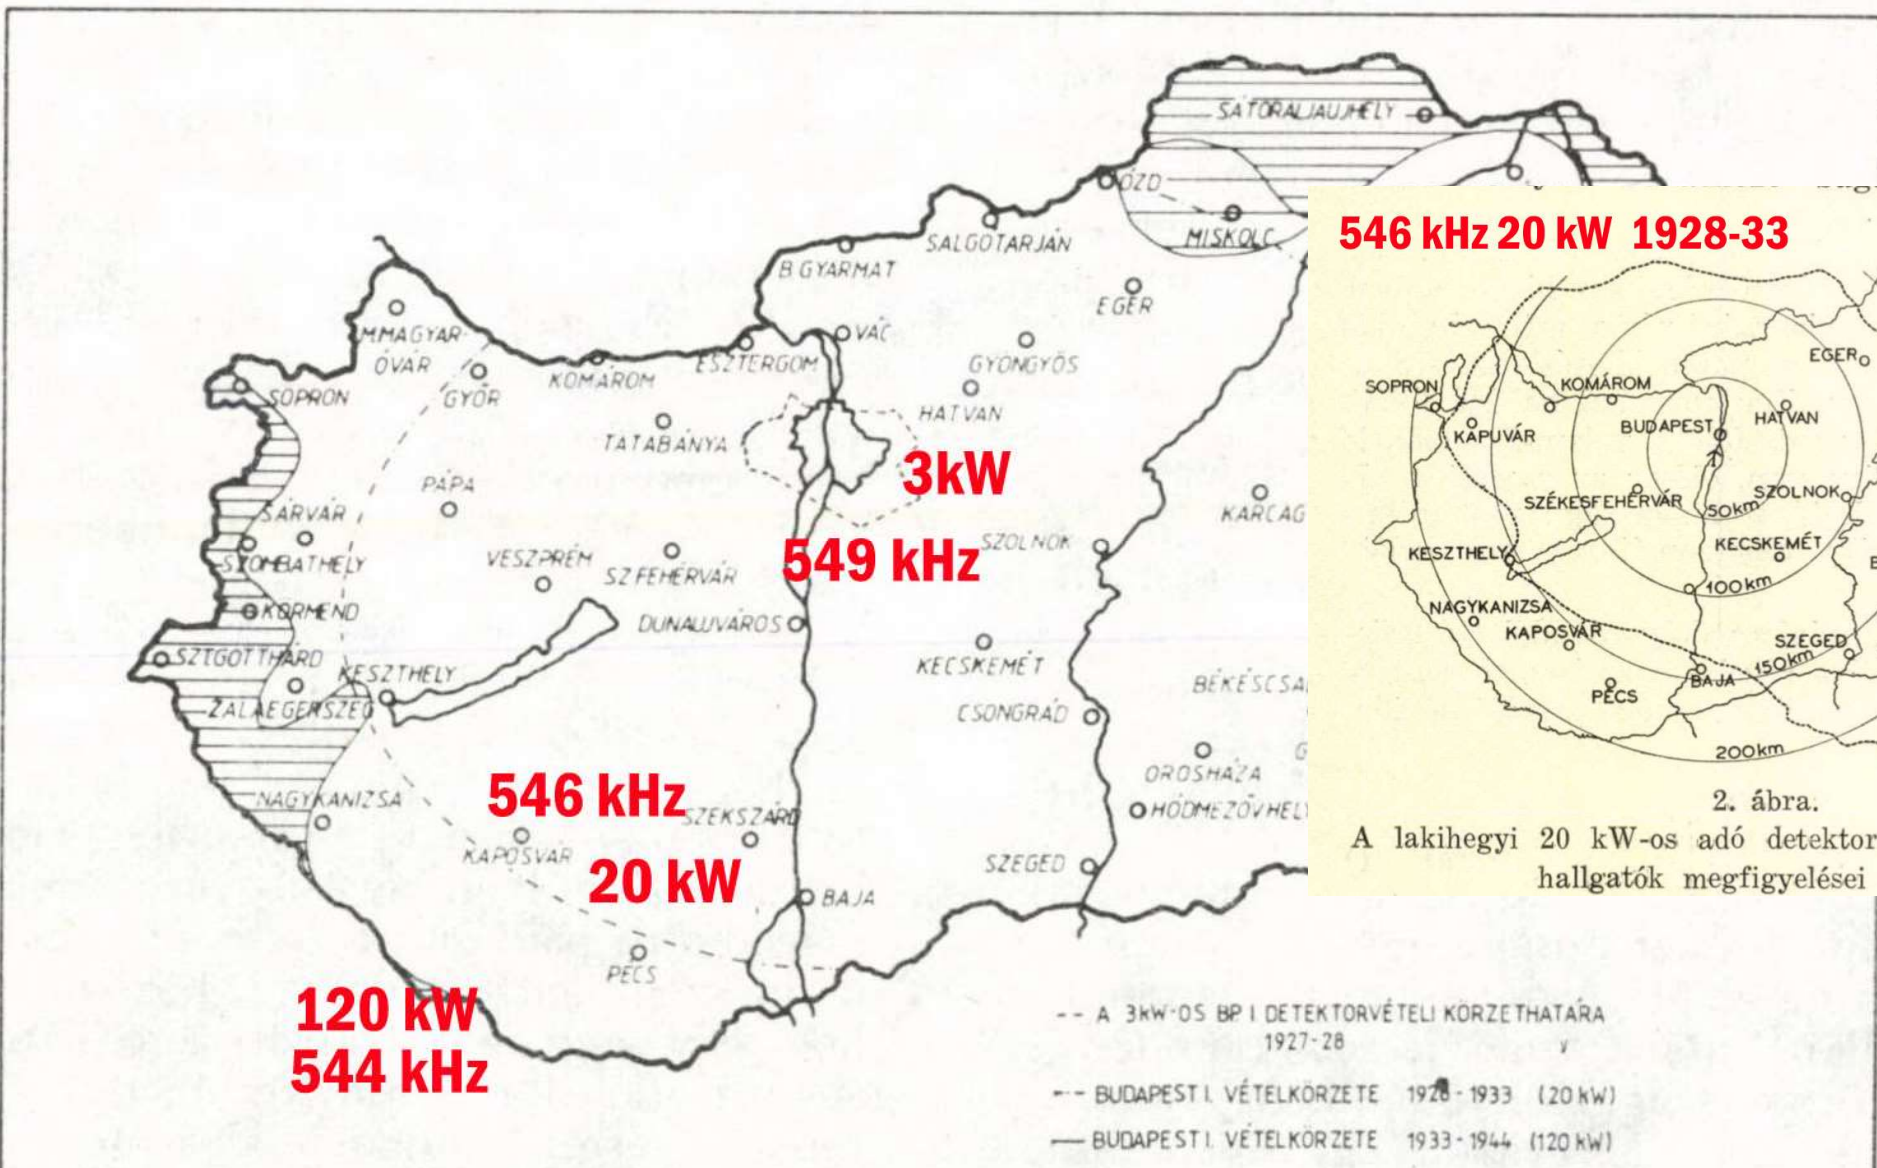 SÁTORALJAUJHELY
ÓZD
MISKOLC
SALGÓTARJÁN
B.GYARMAT
EGER
VÁC
M.MAGYAR-
ÓVÁR
GYŐR
KOMÁROM
ESZTERGOM
GYÖNGYÖS
SOPRON
HATVAN
TATABÁNYA
3kW
PÁPA
SÁRVÁR
KARCAG
SZOMBATHELY
VESZPRÉM
SZFEHÉRVÁR
549 kHz
SZOLNOK
KÖRMEND
DUNAUJVÁROS
SZTGOTTHÁRD
KESZTHELY
KECSKEMÉT
ZALAEGERSZEG
BÉKÉSCSA
CSONGRÁD
OROSHÁZA
G
NAGYKANIZSA
546 kHz
SZEKSZÁRD
HÓDMEZŐVHELY
KAPOSVÁR
20 kW
SZEGED
BAJA
PÉCS
120 kW
544 kHz
546 kHz 20 kW 1928-33
EGER
SOPRON
KOMÁROM
KAPUVÁR
BUDAPEST
HATVAN
SZÉKESFEHÉRVÁR
50km
SZOLNOK
KESZTHELY
KECSKEMÉT
100km
NAGYKANIZSA
KAPOSVÁR
SZEGED
150km
BAJA
PÉCS
200km
2. ábra.
A lakihegyi 20 kW-os adó detektor
hallgatók megfigyelései
-- A 3kW-OS BP I DETEKTORVÉTELI KÖRZETHATÁRA
1927-28
--- BUDAPEST I. VÉTELKÖRZETE 1928-1933 (20 kW)
— BUDAPEST I. VÉTELKÖRZETE 1933-1944 (120 kW)